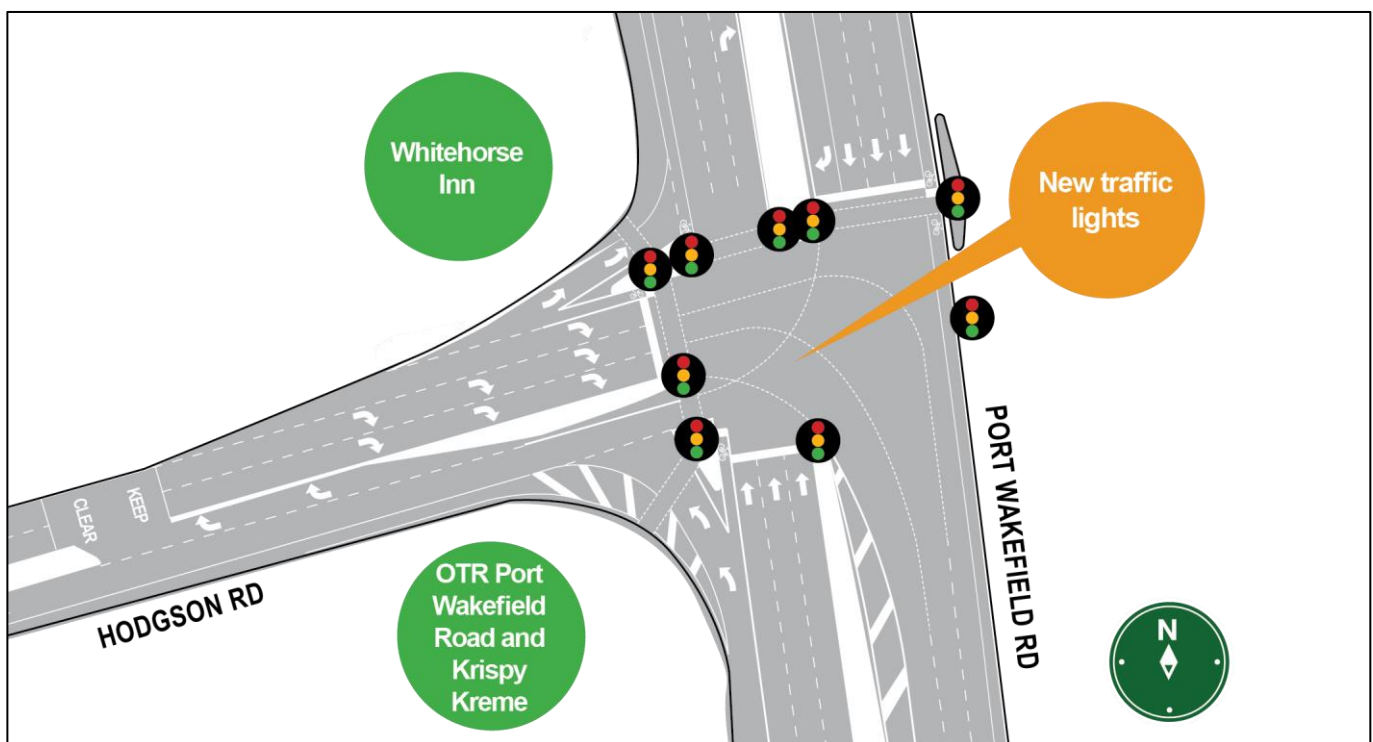 Whitehorse
Inn
New traffic
lights
PORT WAKEFIELD RD
KEEP
CLEAR
HODGSON RD
OTR Port
Wakefield
Road and
Krispy
Kreme
N